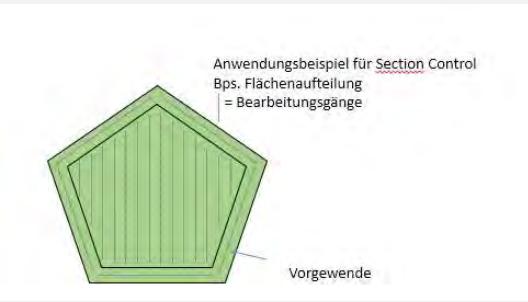 Anwendungsbeispiel für Section Control
Bps. Flächenaufteilung
= Bearbeitungsgänge
Vorgewende